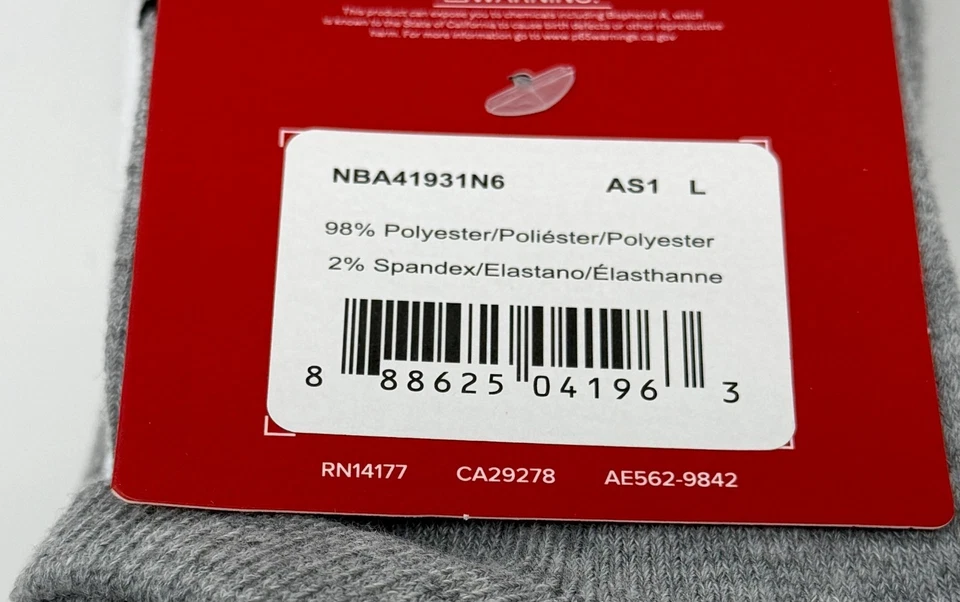 WARNING:
This product can expose you to chemicals including Bisphenol A, which
is known to the State of California to cause birth defects or other reproductive
harm. For more information go to www.p65warnings.ca.gov
NBA41931N6 AS1 L
98% Polyester/Poliéster/Polyester
2% Spandex/Elastano/Élasthanne
8 88625 04196 3
RN14177 CA29278 AE562-9842